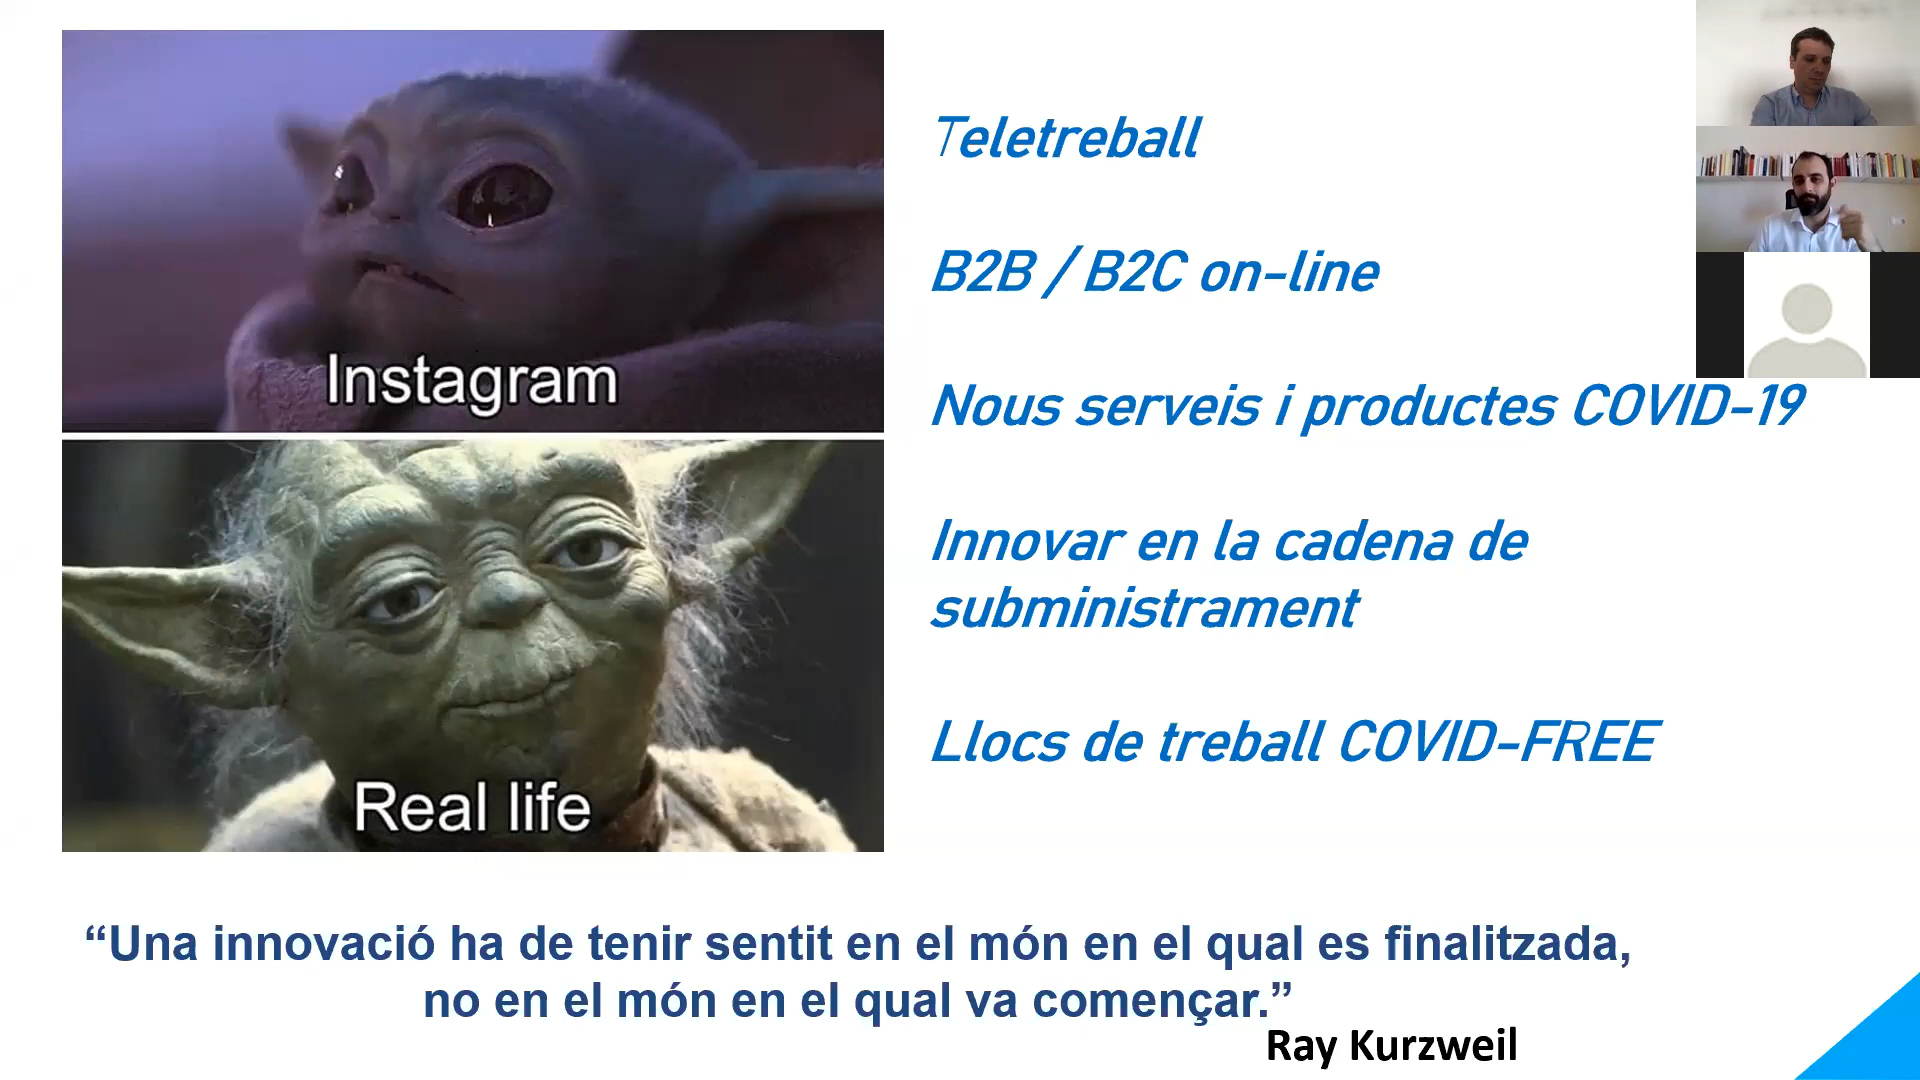 Instagram
Real life
Teletreball
B2B / B2C on-line
Nous serveis i productes COVID-19
Innovar en la cadena de
subministrament
Llocs de treball COVID-FREE
“Una innovació ha de tenir sentit en el món en el qual es finalitzada,
no en el món en el qual va començar.”
Ray Kurzweil